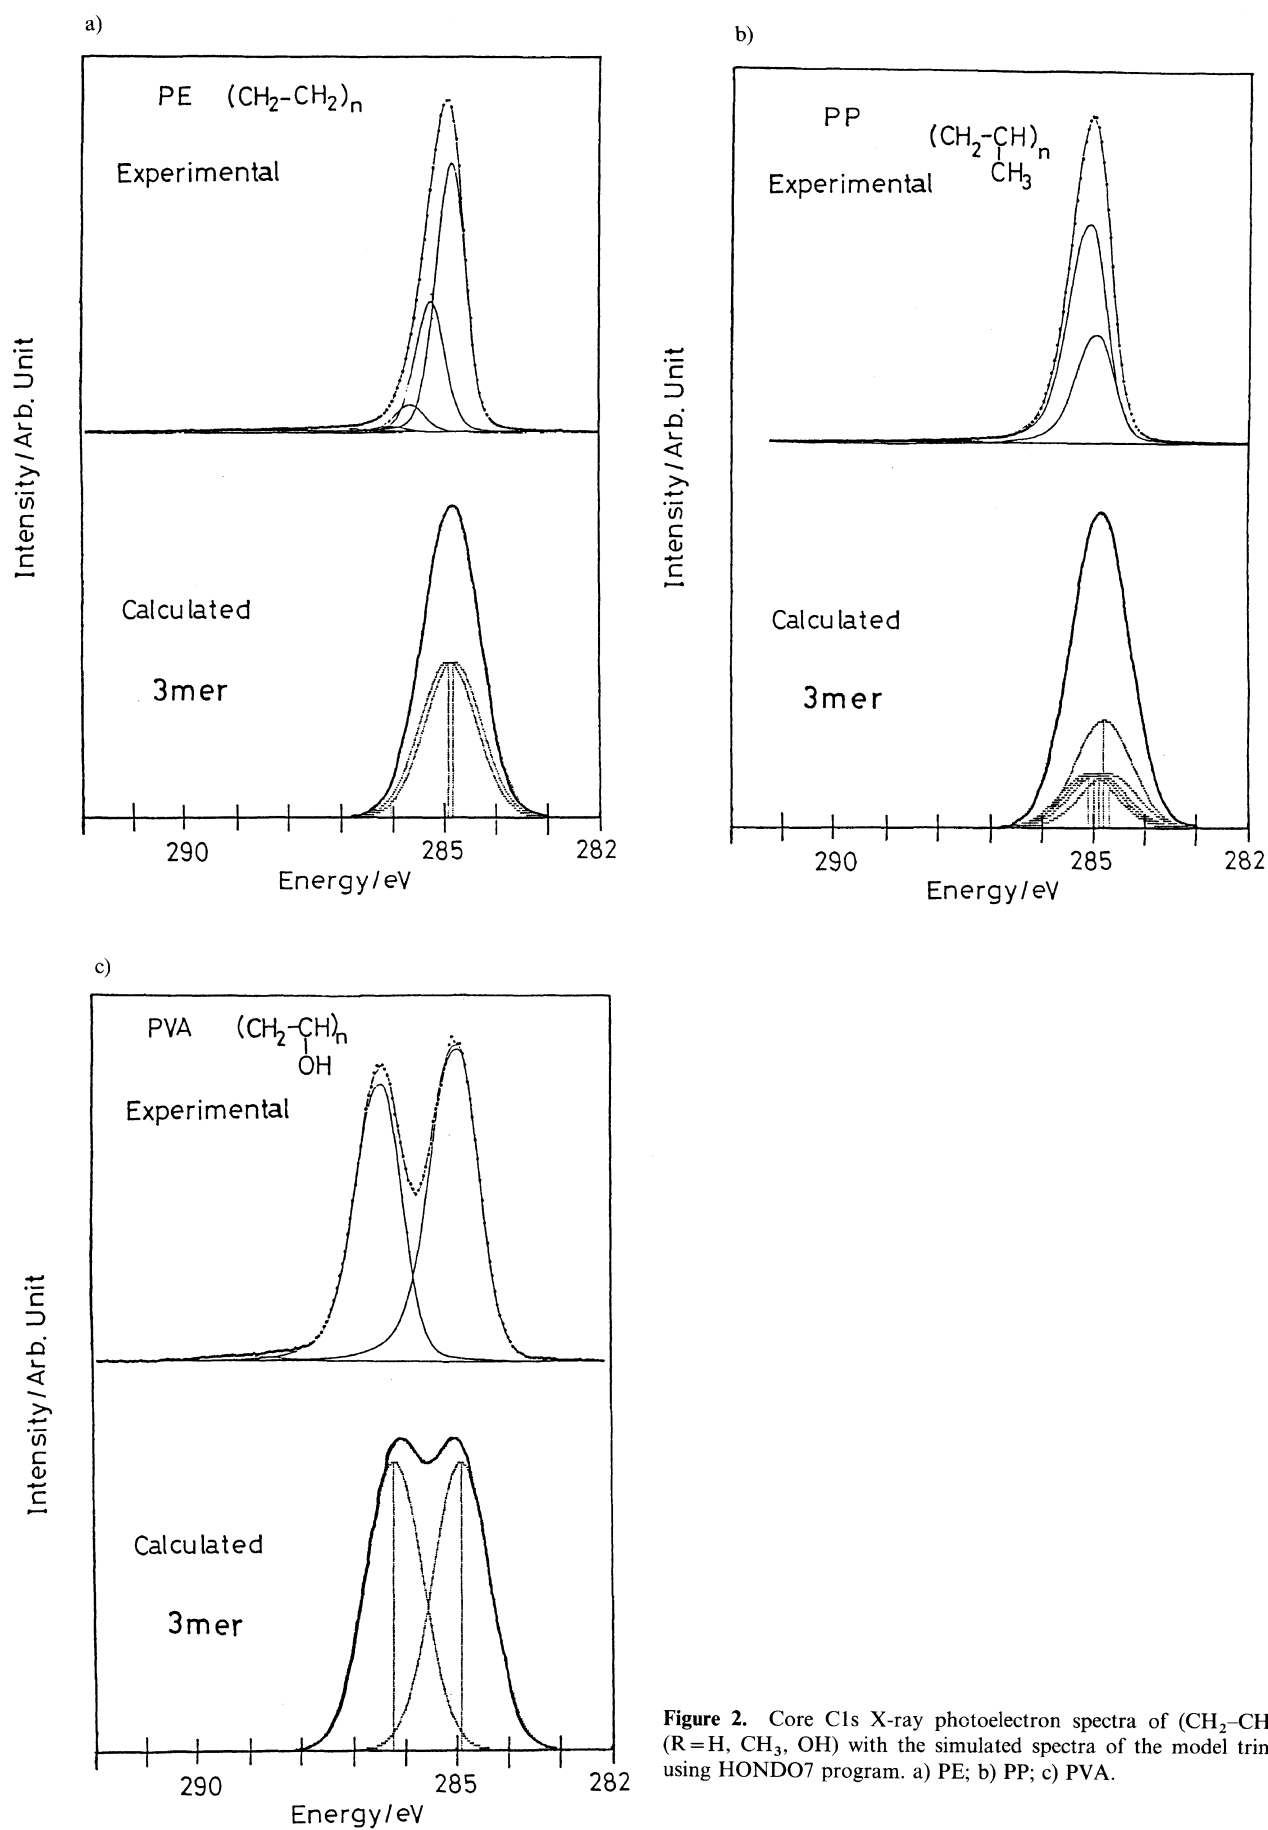 a)
PE (CH2-CH2)n
Experimental
Calculated
3mer
Intensity/Arb. Unit
290 285 282
Energy/eV
b)
PP (CH2-CH)n
CH3
Experimental
Calculated
3mer
Intensity/Arb. Unit
290 285 282
Energy/eV
c)
PVA (CH2-CH)n
OH
Experimental
Calculated
3mer
Intensity/Arb. Unit
290 285 282
Energy/eV
Figure 2. Core C1s X-ray photoelectron spectra of (CH2–CH
(R=H, CH3, OH) with the simulated spectra of the model trim
using HONDO7 program. a) PE; b) PP; c) PVA.